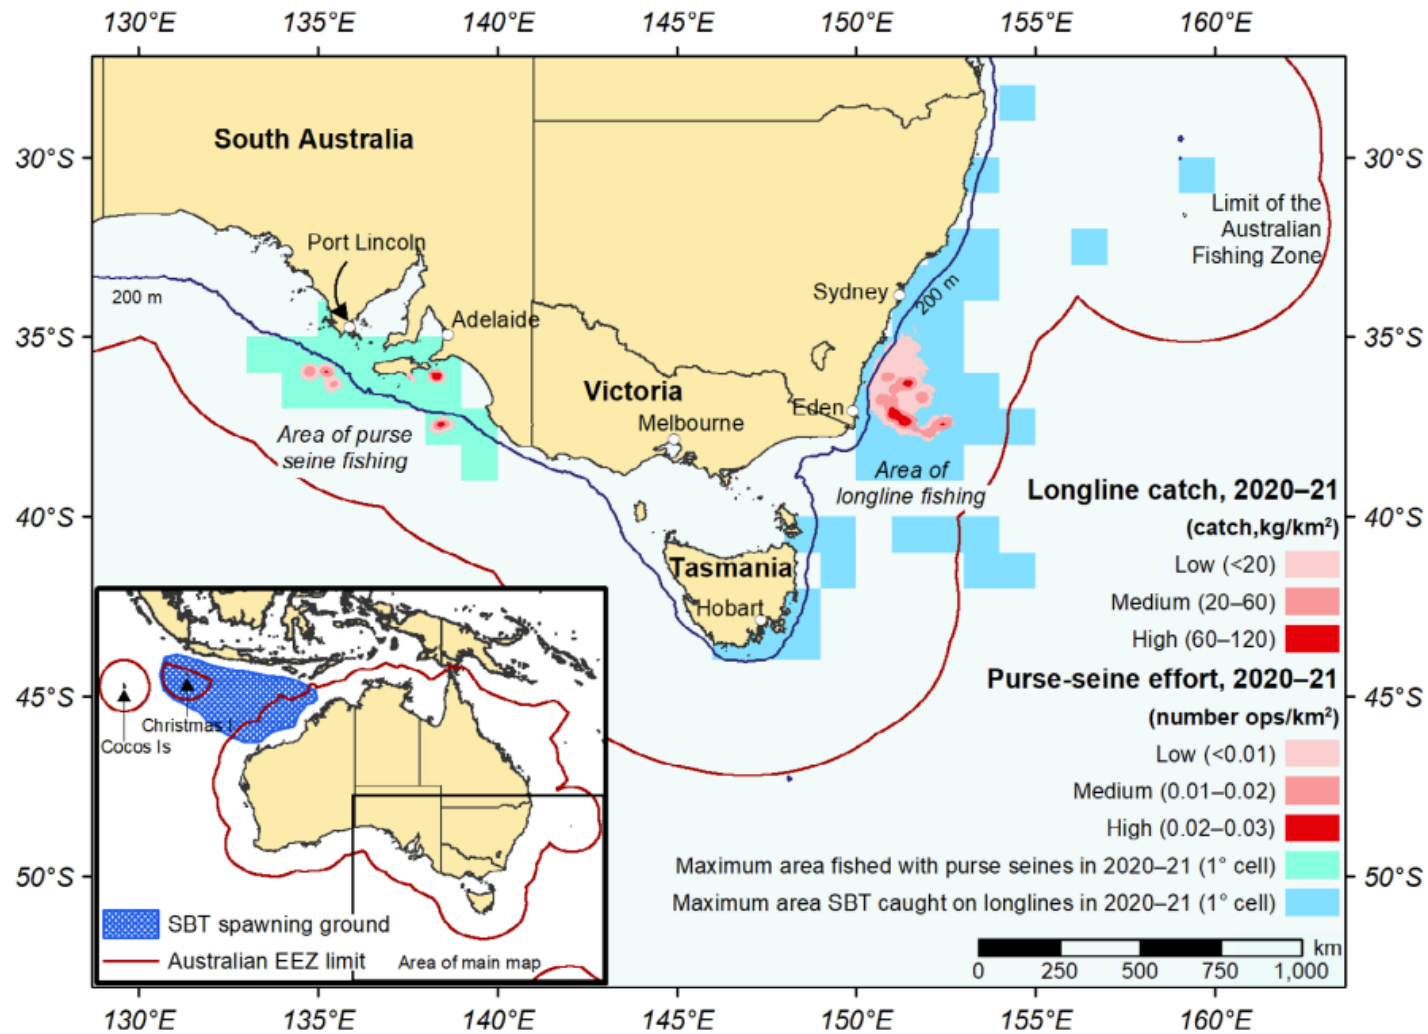 130°E 135°E 140°E 145°E 150°E 155°E 160°E
South Australia
30°S 30°S
Limit of the
Australian
Fishing Zone
Port Lincoln
200 m
Sydney
200 m
Adelaide
35°S 35°S
Victoria
Eden
Melbourne
Area of purse
seine fishing
Area of
longline fishing
Longline catch, 2020–21
(catch,kg/km²)
Low (<20)
Medium (20–60)
High (60–120)
40°S 40°S
Tasmania
Hobart
Purse-seine effort, 2020–21
(number ops/km²)
Low (<0.01)
Medium (0.01–0.02)
High (0.02–0.03)
Maximum area fished with purse seines in 2020–21 (1° cell)
Maximum area SBT caught on longlines in 2020–21 (1° cell)
45°S 45°S
Christmas I
Cocos Is
50°S 50°S
SBT spawning ground
Australian EEZ limit
Area of main map
km
0 250 500 750 1,000
130°E 135°E 140°E 145°E 150°E 155°E 160°E